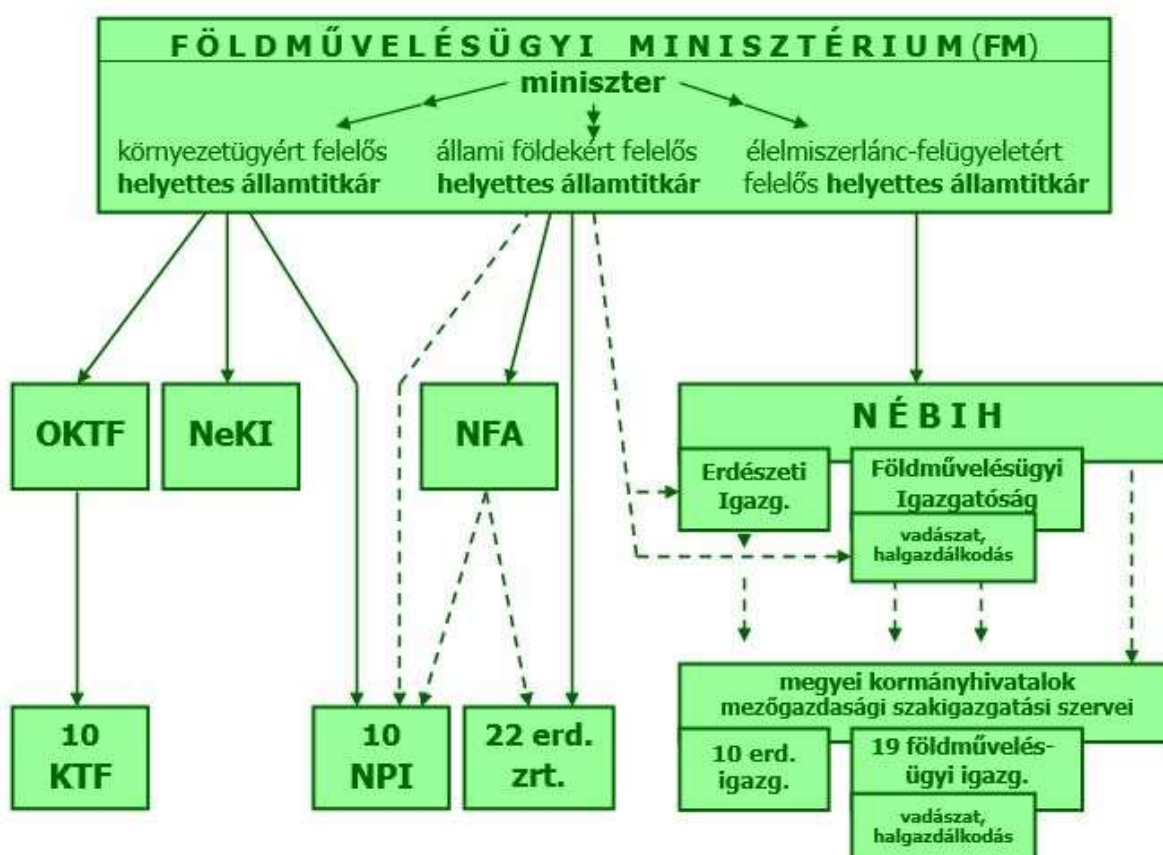 FÖLDMŰVELÉSÜGYI MINISZTÉRIUM (FM)
miniszter
környezetügyért felelős
helyettes államtitkár
állami földekért felelős
helyettes államtitkár
élelmiszerlánc-felügyeletért
felelős helyettes államtitkár
OKTF
NeKI
NFA
NÉBIH
Erdészeti
Igazg.
Földművelésügyi
Igazgatóság
vadászat,
halgazdálkodás
10
KTF
10
NPI
22 erd.
zrt.
megyei kormányhivatalok
mezőgazdasági szakigazgatási szervei
10 erd.
igazg.
19 földművelés-
ügyi igazg.
vadászat,
halgazdálkodás